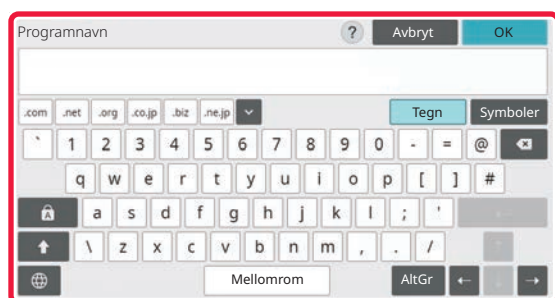 Programnavn ? Avbryt OK
.com .net .org .co.jp .biz .ne.jp Tegn Symboler
` 1 2 3 4 5 6 7 8 9 0 - = @
q w e r t y u i o p [ ] #
A a s d f g h j k l ; '
\ z x c v b n m , . /
Mellomrom AltGr